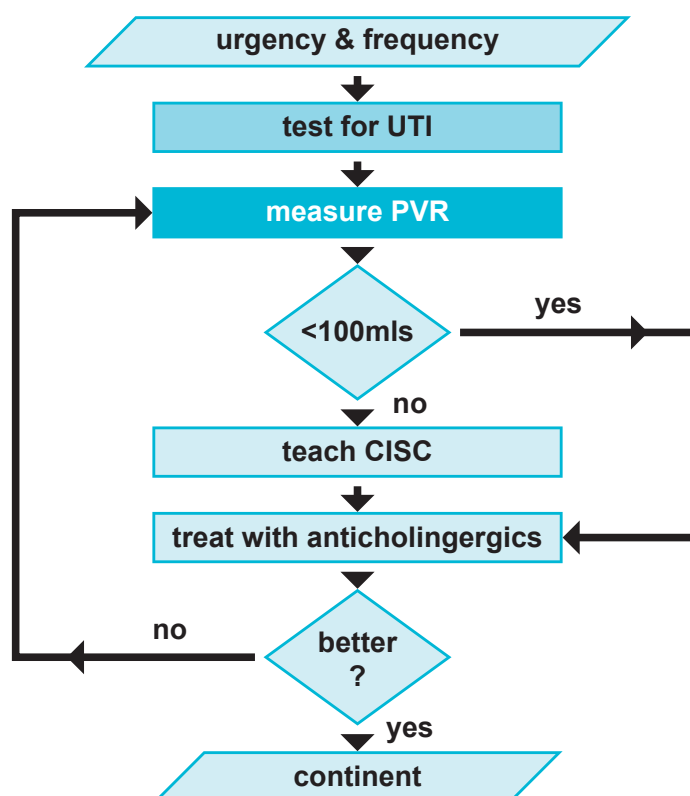 urgency & frequency
test for UTI
measure PVR
<100mls
yes
no
teach CISC
treat with anticholingergics
no
better
?
yes
continent